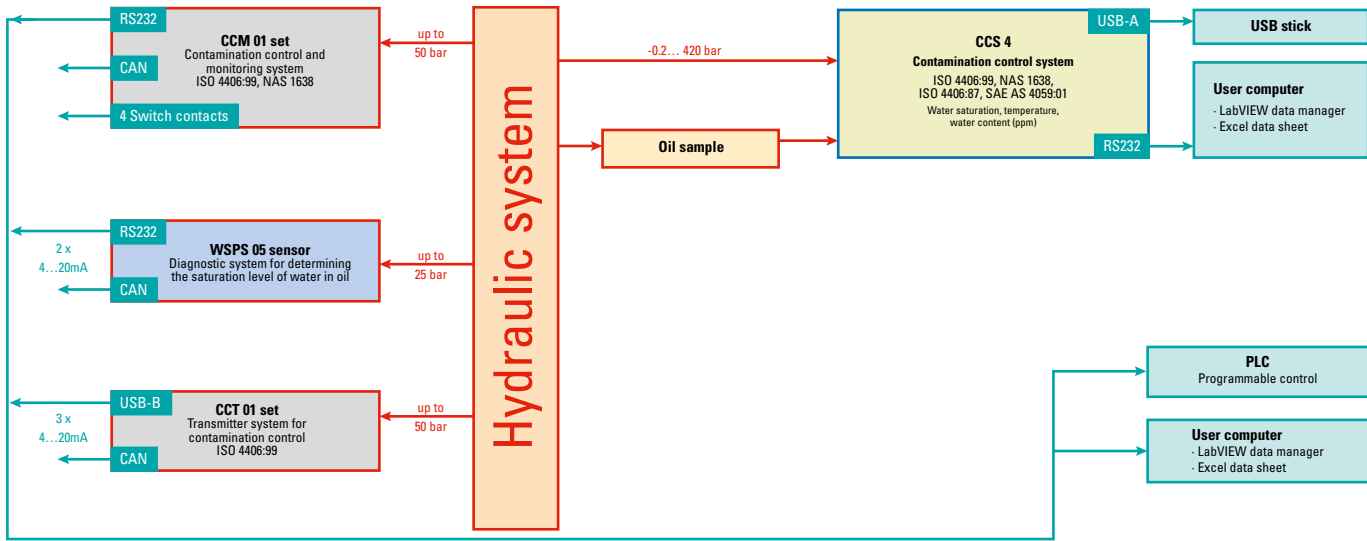 RS232
CCM 01 set
Contamination control and
monitoring system
ISO 4406:99, NAS 1638
CAN
4 Switch contacts
up to
50 bar
RS232
WSPS 05 sensor
Diagnostic system for determining
the saturation level of water in oil
2 x
4…20mA
CAN
up to
25 bar
USB-B
CCT 01 set
Transmitter system for
contamination control
ISO 4406:99
3 x
4…20mA
CAN
up to
50 bar
Hydraulic system
-0.2… 420 bar
Oil sample
USB-A
CCS 4
Contamination control system
ISO 4406:99, NAS 1638,
ISO 4406:87, SAE AS 4059:01
Water saturation, temperature,
water content (ppm)
RS232
USB stick
User computer
· LabVIEW data manager
· Excel data sheet
PLC
Programmable control
User computer
· LabVIEW data manager
· Excel data sheet